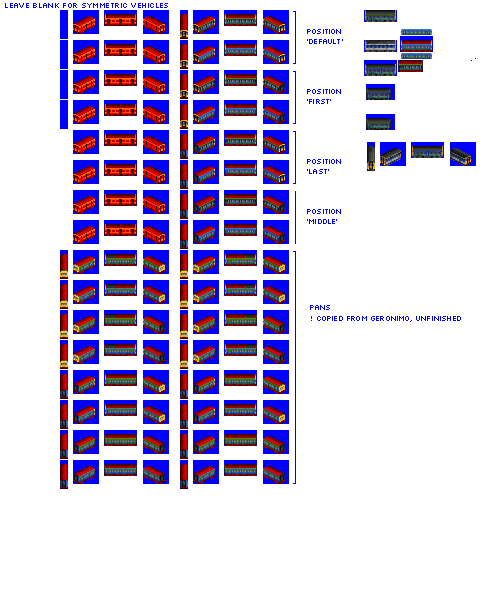 LEAVE BLANK FOR SYMMETRIC VEHICLES
POSITION
'DEFAULT'
POSITION
'FIRST'
POSITION
'LAST'
POSITION
'MIDDLE'
PANS
! COPIED FROM GERONIMO, UNFINISHED